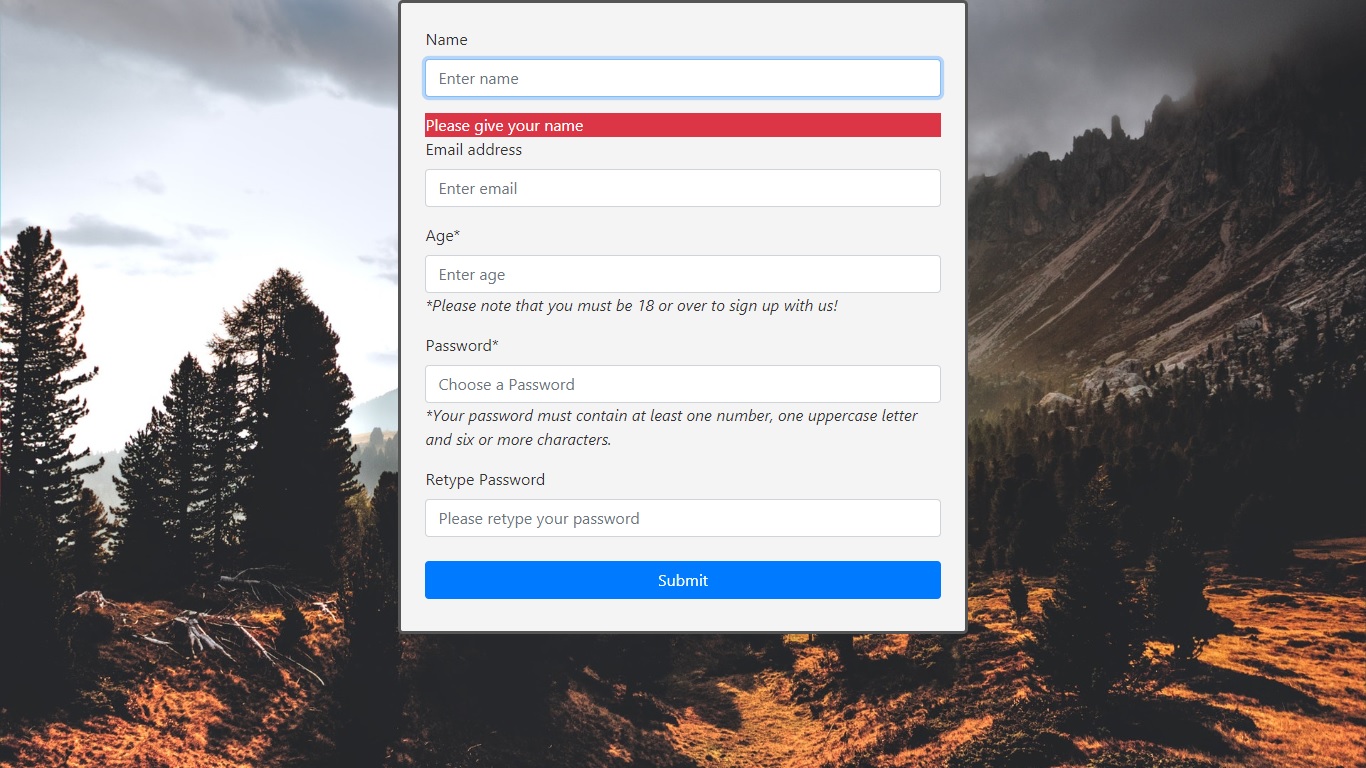 Name
Enter name
Please give your name
Email address
Enter email
Age*
Enter age
*Please note that you must be 18 or over to sign up with us!
Password*
Choose a Password
*Your password must contain at least one number, one uppercase letter
and six or more characters.
Retype Password
Please retype your password
Submit